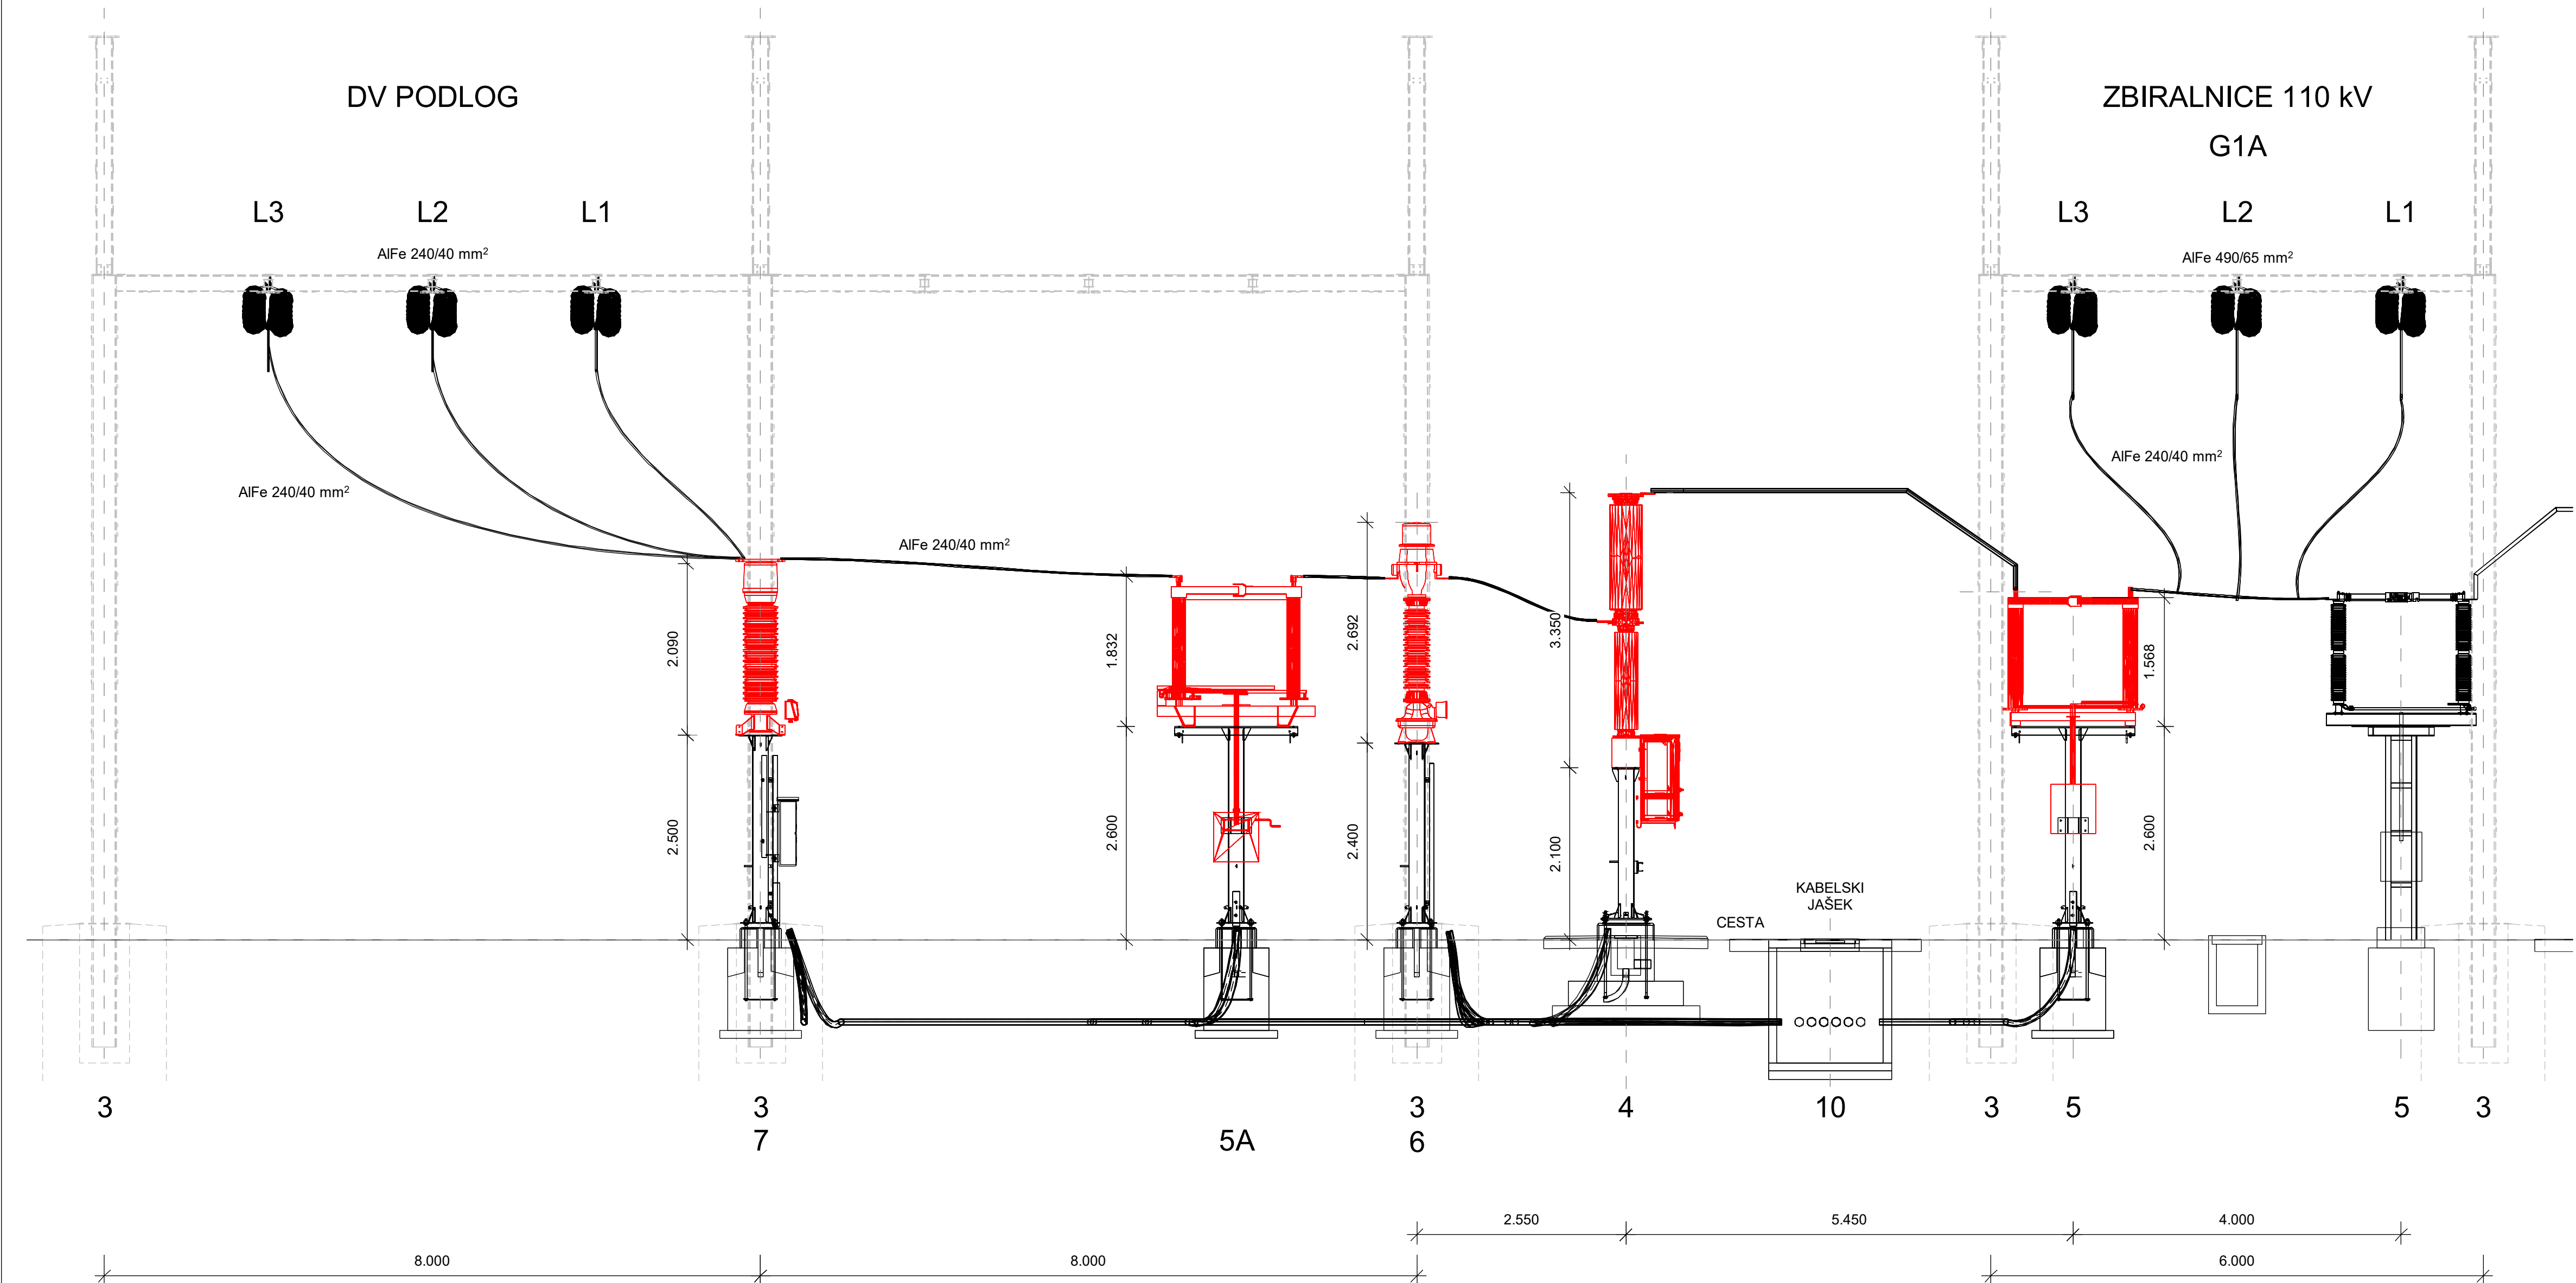 DV PODLOG
ZBIRALNICE 110 kV
G1A
L3 L2 L1
L3 L2 L1
AlFe 240/40 mm²
AlFe 490/65 mm²
AlFe 240/40 mm²
AlFe 240/40 mm²
AlFe 240/40 mm²
2.090
2.500
1.832
2.600
2.692
2.400
3.350
2.100
1.568
2.600
KABELSKI
JAŠEK
CESTA
3 3 3 4 10 3 5 5 3
7 5A 6
2.550 5.450 4.000
8.000 8.000 6.000